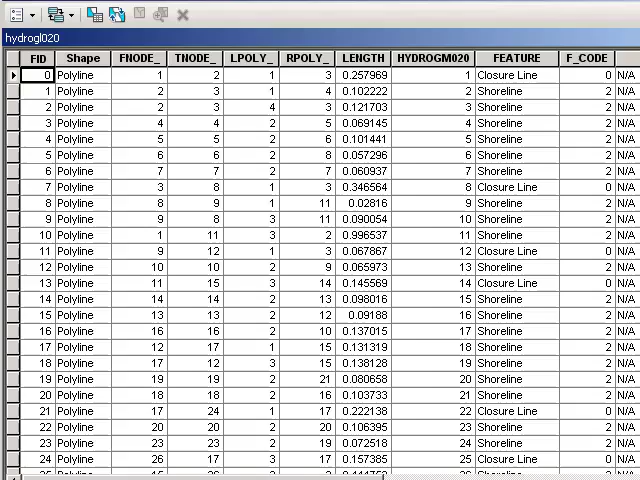 hydrogl020
FID Shape FNODE_ TNODE_ LPOLY_ RPOLY_ LENGTH HYDROGM020 FEATURE F_CODE
0 Polyline 1 2 1 3 0.257969 1 Closure Line 0 N/A
1 Polyline 2 3 1 4 0.102222 2 Shoreline 2 N/A
2 Polyline 2 3 4 3 0.121703 3 Shoreline 2 N/A
3 Polyline 4 4 2 5 0.069145 4 Shoreline 2 N/A
4 Polyline 5 5 2 6 0.101441 5 Shoreline 2 N/A
5 Polyline 6 6 2 8 0.057296 6 Shoreline 2 N/A
6 Polyline 7 7 2 7 0.060937 7 Shoreline 2 N/A
7 Polyline 3 8 1 3 0.346564 8 Closure Line 0 N/A
8 Polyline 8 9 1 11 0.02816 9 Shoreline 2 N/A
9 Polyline 9 8 3 11 0.090054 10 Shoreline 2 N/A
10 Polyline 1 11 3 2 0.996537 11 Shoreline 2 N/A
11 Polyline 9 12 1 3 0.067867 12 Closure Line 0 N/A
12 Polyline 10 10 2 9 0.065973 13 Shoreline 2 N/A
13 Polyline 11 15 3 14 0.145569 14 Closure Line 0 N/A
14 Polyline 14 14 2 13 0.098016 15 Shoreline 2 N/A
15 Polyline 13 13 2 12 0.09188 16 Shoreline 2 N/A
16 Polyline 16 16 2 10 0.137015 17 Shoreline 2 N/A
17 Polyline 12 17 1 15 0.131319 18 Shoreline 2 N/A
18 Polyline 17 12 3 15 0.138128 19 Shoreline 2 N/A
19 Polyline 19 19 2 21 0.080658 20 Shoreline 2 N/A
20 Polyline 18 18 2 16 0.103733 21 Shoreline 2 N/A
21 Polyline 17 24 1 17 0.222138 22 Closure Line 0 N/A
22 Polyline 20 20 2 20 0.106395 23 Shoreline 2 N/A
23 Polyline 23 23 2 19 0.072518 24 Shoreline 2 N/A
24 Polyline 26 17 3 17 0.157385 25 Closure Line 0 N/A